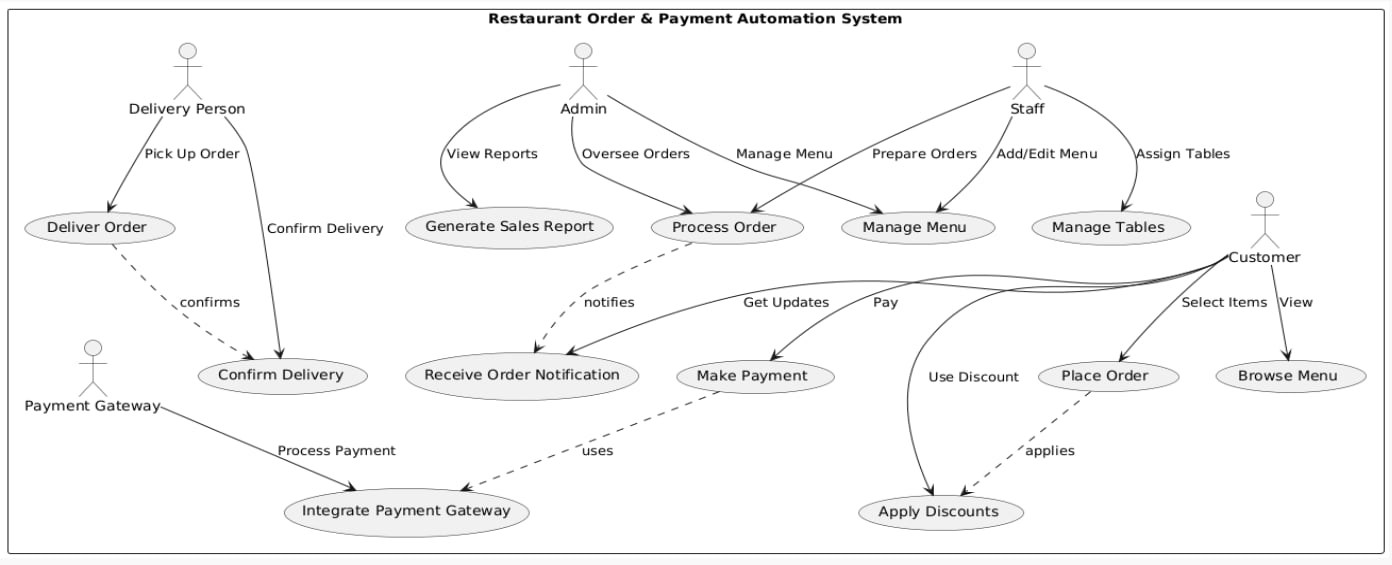 Restaurant Order & Payment Automation System
Delivery Person
Admin
Staff
Pick Up Order
View Reports
Oversee Orders
Manage Menu
Prepare Orders
Add/Edit Menu
Assign Tables
Deliver Order
Confirm Delivery
Generate Sales Report
Process Order
Manage Menu
Manage Tables
Customer
confirms
notifies
Get Updates
Pay
Select Items
View
Confirm Delivery
Receive Order Notification
Make Payment
Use Discount
Place Order
Browse Menu
Payment Gateway
Process Payment
uses
applies
Integrate Payment Gateway
Apply Discounts